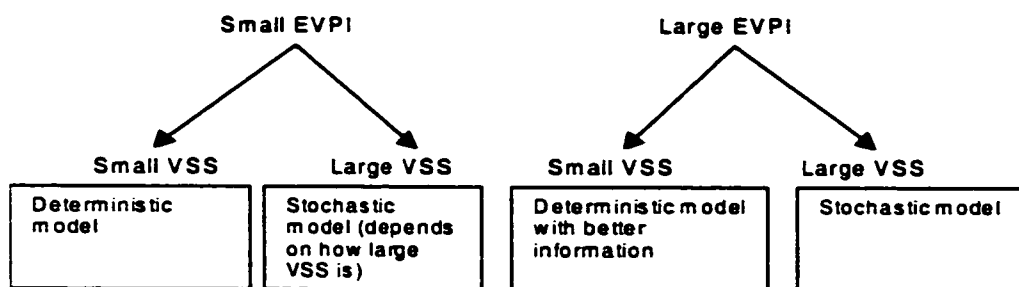 Small EVPI
Large EVPI
Small VSS
Large VSS
Small VSS
Large VSS
Deterministic
model
Stochastic
model (depends
on how large
VSS is)
Deterministic model
with better
information
Stochastic model